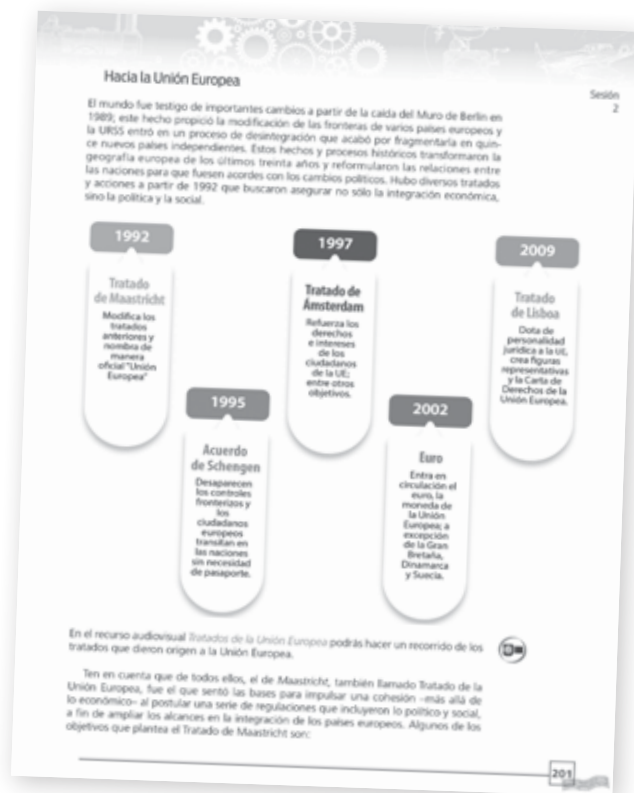 Hacia la Unión Europea
Sesión
2
El mundo fue testigo de importantes cambios a partir de la caída del Muro de Berlín en
1989; este hecho propició la modificación de las fronteras de varios países europeos y
la URSS entró en un proceso de desintegración que acabó por fragmentarla en quin-
ce nuevos países independientes. Estos hechos y procesos históricos transformaron la
geografía europea de los últimos treinta años y reformularon las relaciones entre
las naciones para que fuesen acordes con los cambios políticos. Hubo diversos tratados
y acciones a partir de 1992 que buscaron asegurar no sólo la integración económica,
sino la política y la social.
1992
Tratado
de Maastricht
Modifica los
tratados
anteriores y
nombra de
manera
oficial "Unión
Europea"
1995
Acuerdo
de Schengen
Desaparecen
los controles
fronterizos y
los
ciudadanos
europeos
transitan en
las naciones
sin necesidad
de pasaporte.
1997
Tratado de
Ámsterdam
Refuerza los
derechos
e intereses
de los
ciudadanos
de la UE;
entre otros
objetivos.
2002
Euro
Entra en
circulación el
euro, la
moneda de
la Unión
Europea; a
excepción
de la Gran
Bretaña,
Dinamarca
y Suecia.
2009
Tratado
de Lisboa
Dota de
personalidad
jurídica a la UE,
crea figuras
representativas
y la Carta de
Derechos de la
Unión Europea.
En el recurso audiovisual Tratados de la Unión Europea podrás hacer un recorrido de los
tratados que dieron origen a la Unión Europea.
Ten en cuenta que de todos ellos, el de Maastricht, también llamado Tratado de la
Unión Europea, fue el que sentó las bases para impulsar una cohesión –más allá de
lo económico– al postular una serie de regulaciones que incluyeron lo político y social,
a fin de ampliar los alcances en la integración de los países europeos. Algunos de los
objetivos que plantea el Tratado de Maastricht son:
201